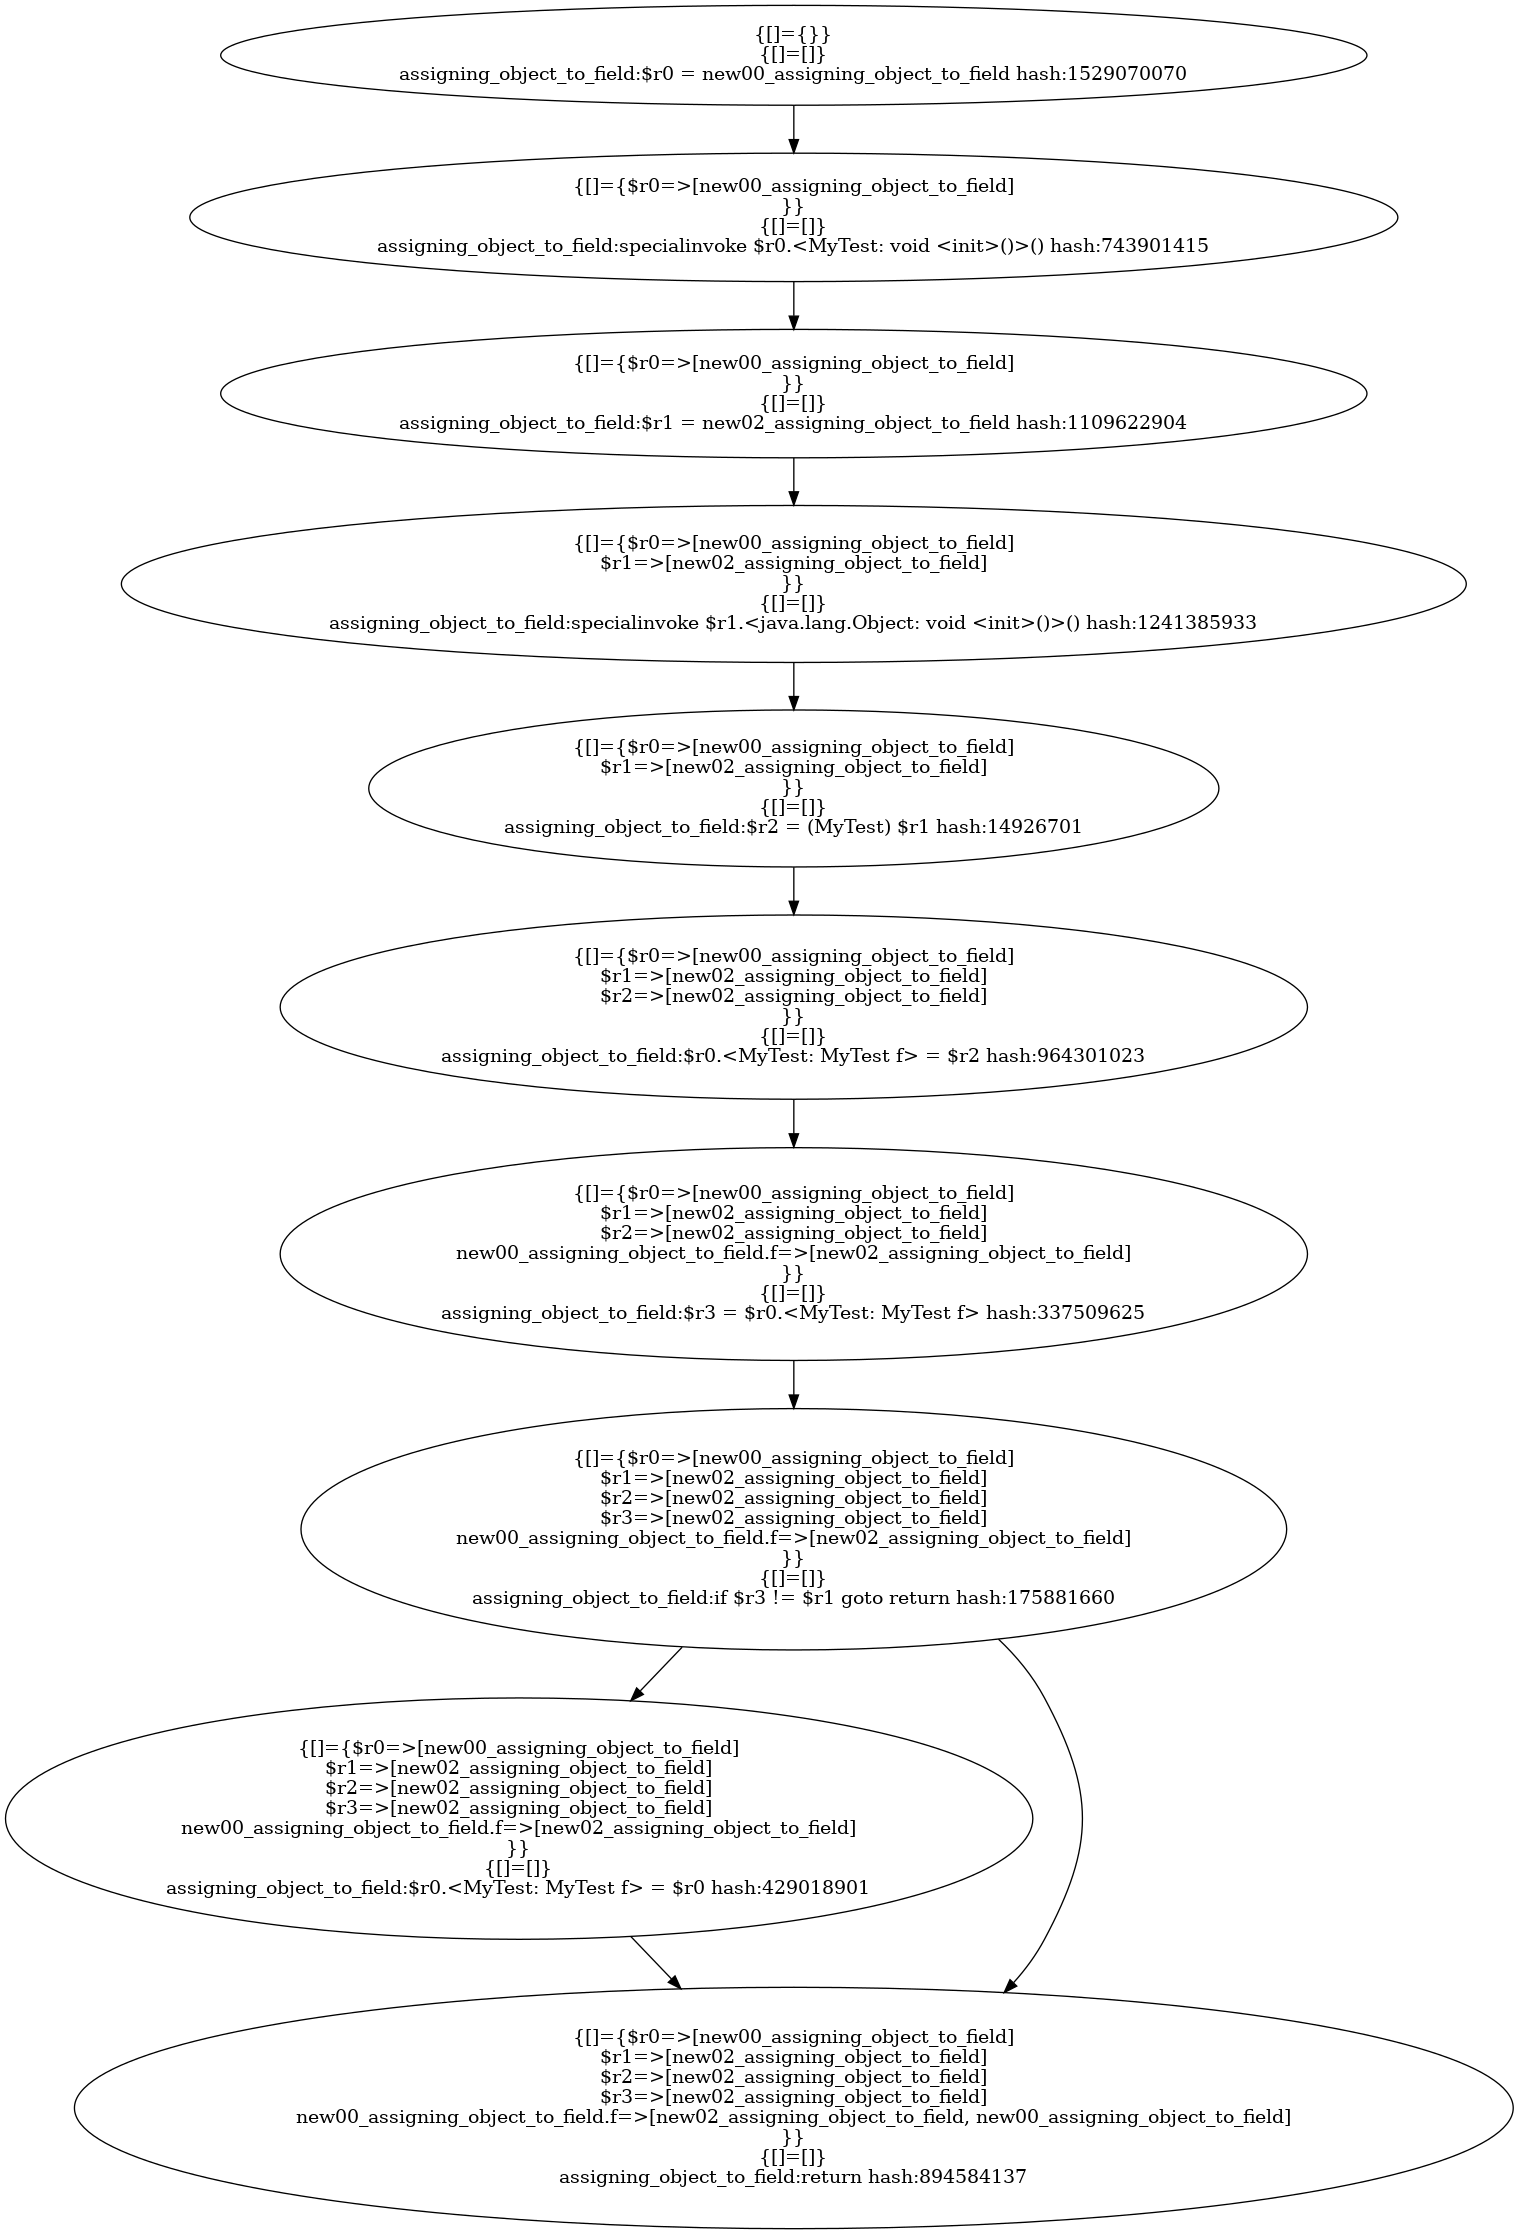 {[]={}}
{[]=[]}
assigning_object_to_field:$r0 = new00_assigning_object_to_field hash:1529070070
{[]={$r0=>[new00_assigning_object_to_field]
}}
{[]=[]}
assigning_object_to_field:specialinvoke $r0.<MyTest: void <init>()>() hash:743901415
{[]={$r0=>[new00_assigning_object_to_field]
}}
{[]=[]}
assigning_object_to_field:$r1 = new02_assigning_object_to_field hash:1109622904
{[]={$r0=>[new00_assigning_object_to_field]
$r1=>[new02_assigning_object_to_field]
}}
{[]=[]}
assigning_object_to_field:specialinvoke $r1.<java.lang.Object: void <init>()>() hash:1241385933
{[]={$r0=>[new00_assigning_object_to_field]
$r1=>[new02_assigning_object_to_field]
}}
{[]=[]}
assigning_object_to_field:$r2 = (MyTest) $r1 hash:14926701
{[]={$r0=>[new00_assigning_object_to_field]
$r1=>[new02_assigning_object_to_field]
$r2=>[new02_assigning_object_to_field]
}}
{[]=[]}
assigning_object_to_field:$r0.<MyTest: MyTest f> = $r2 hash:964301023
{[]={$r0=>[new00_assigning_object_to_field]
$r1=>[new02_assigning_object_to_field]
$r2=>[new02_assigning_object_to_field]
new00_assigning_object_to_field.f=>[new02_assigning_object_to_field]
}}
{[]=[]}
assigning_object_to_field:$r3 = $r0.<MyTest: MyTest f> hash:337509625
{[]={$r0=>[new00_assigning_object_to_field]
$r1=>[new02_assigning_object_to_field]
$r2=>[new02_assigning_object_to_field]
$r3=>[new02_assigning_object_to_field]
new00_assigning_object_to_field.f=>[new02_assigning_object_to_field]
}}
{[]=[]}
assigning_object_to_field:if $r3 != $r1 goto return hash:175881660
{[]={$r0=>[new00_assigning_object_to_field]
$r1=>[new02_assigning_object_to_field]
$r2=>[new02_assigning_object_to_field]
$r3=>[new02_assigning_object_to_field]
new00_assigning_object_to_field.f=>[new02_assigning_object_to_field]
}}
{[]=[]}
assigning_object_to_field:$r0.<MyTest: MyTest f> = $r0 hash:429018901
{[]={$r0=>[new00_assigning_object_to_field]
$r1=>[new02_assigning_object_to_field]
$r2=>[new02_assigning_object_to_field]
$r3=>[new02_assigning_object_to_field]
new00_assigning_object_to_field.f=>[new02_assigning_object_to_field, new00_assigning_object_to_field]
}}
{[]=[]}
assigning_object_to_field:return hash:894584137